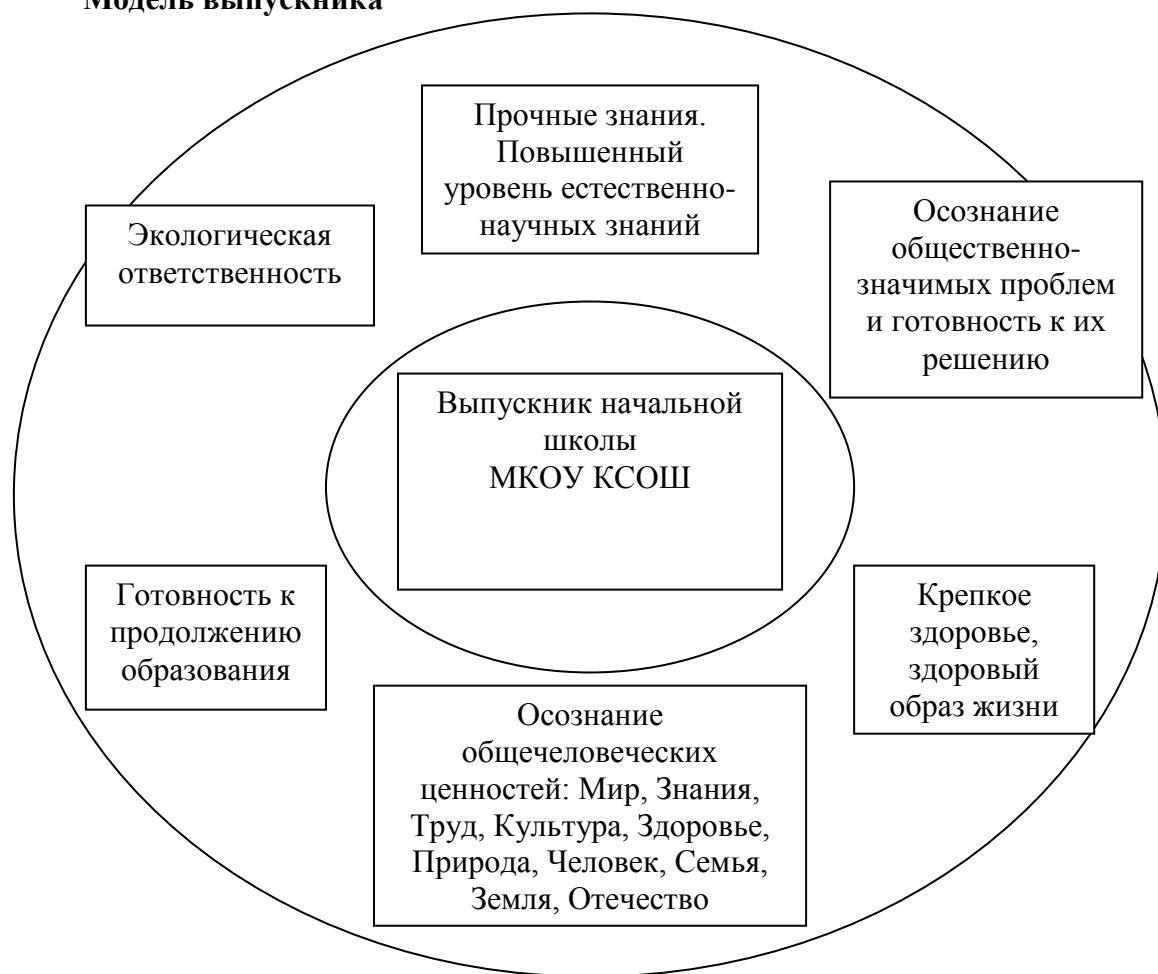 Модель выпускника
Прочные знания.
Повышенный
уровень естественно-
научных знаний
Экологическая
ответственность
Осознание
общественно-
значимых проблем
и готовность к их
решению
Выпускник начальной
школы
МКОУ КСОШ
Готовность к
продолжению
образования
Крепкое
здоровье,
здоровый
образ жизни
Осознание
общечеловеческих
ценностей: Мир, Знания,
Труд, Культура, Здоровье,
Природа, Человек, Семья,
Земля, Отечество